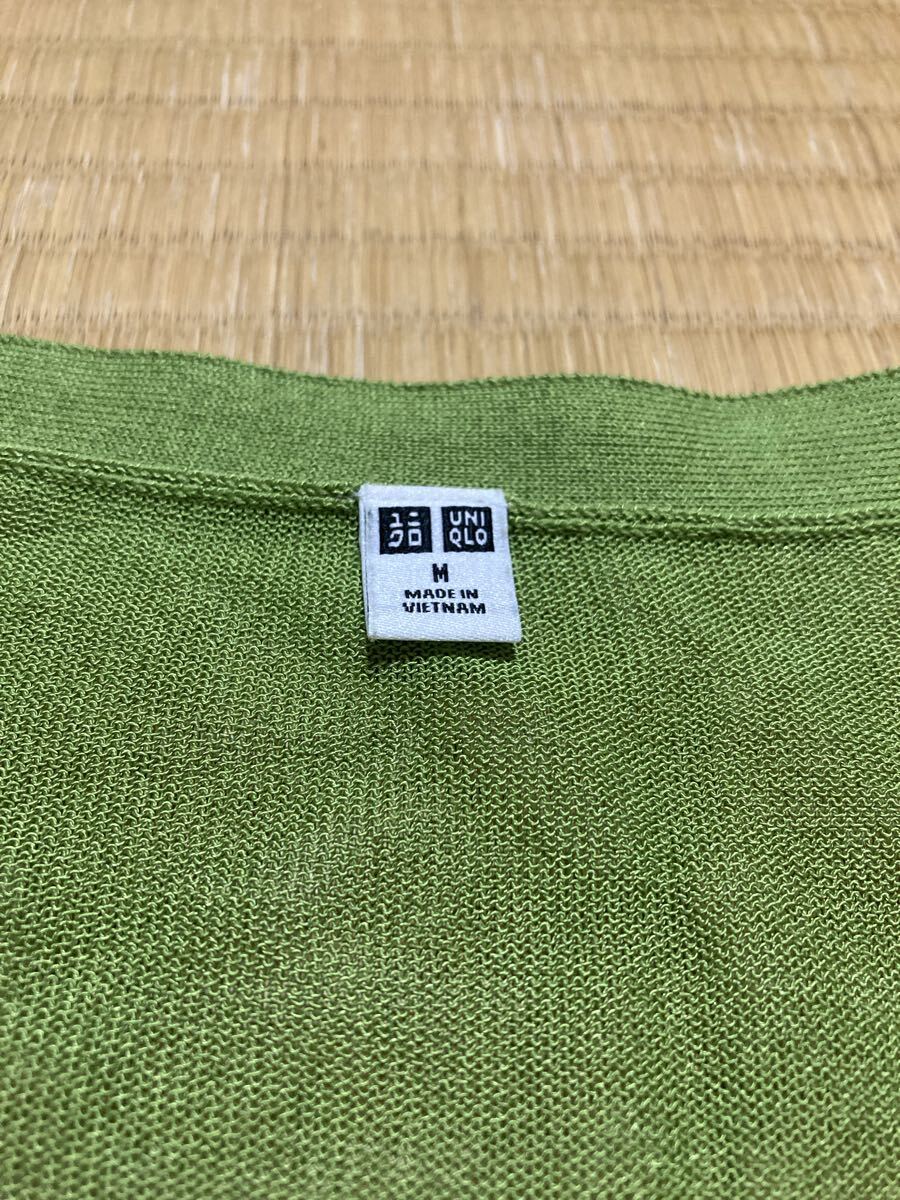 ユニ UNI
クロ QLO
M
MADE IN
VIETNAM